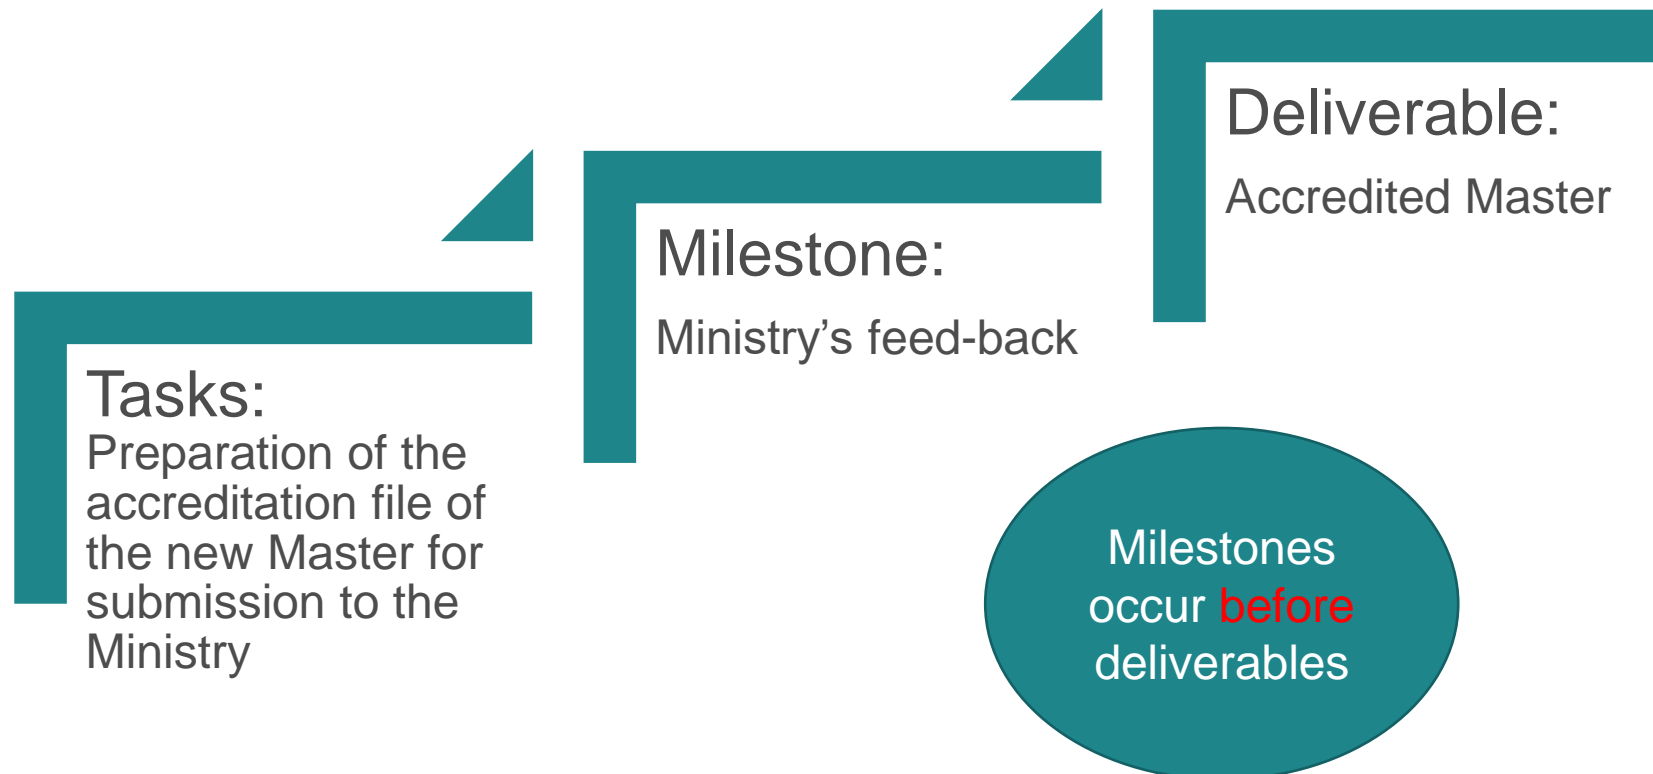 Tasks:
Preparation of the
accreditation file of
the new Master for
submission to the
Ministry
Milestone:
Ministry’s feed-back
Deliverable:
Accredited Master
Milestones
occur before
deliverables